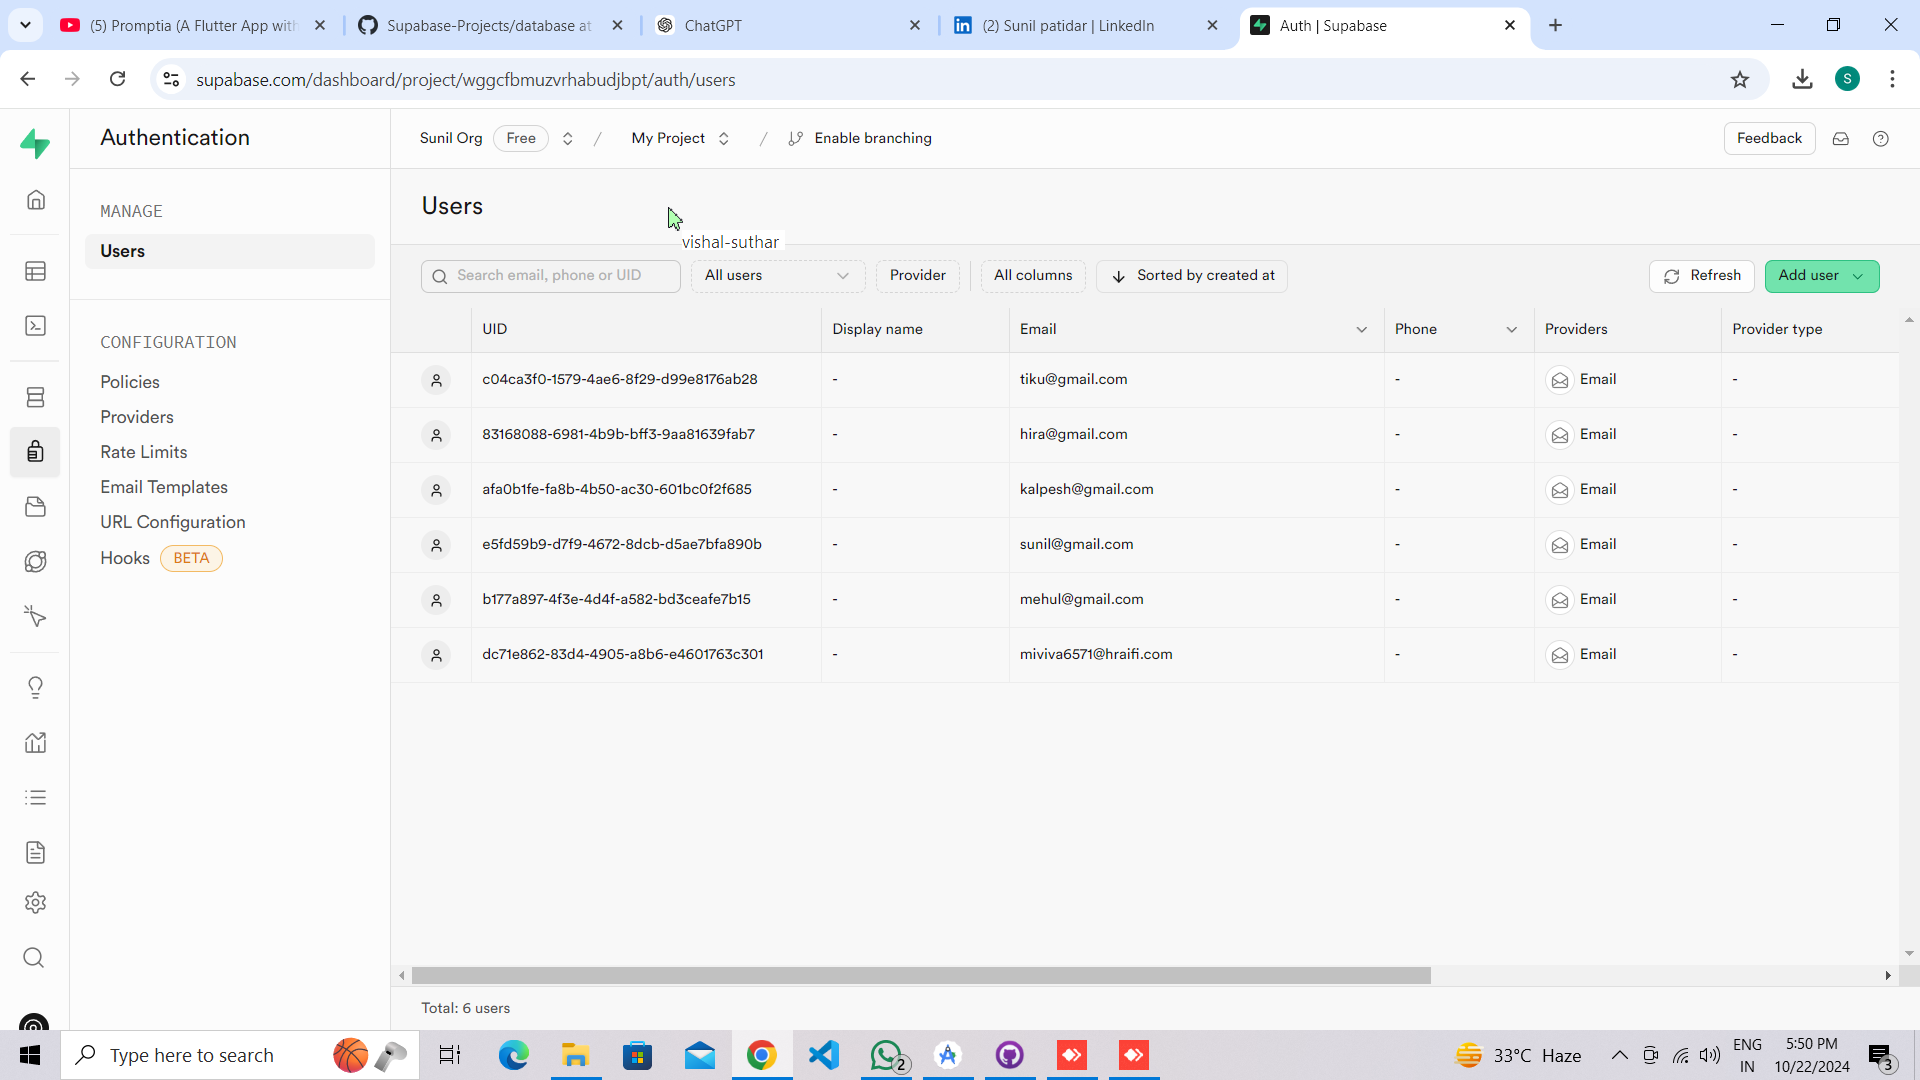 (5) Promptia (A Flutter App with
Supabase-Projects/database at
ChatGPT
(2) Sunil patidar | LinkedIn
Auth | Supabase
supabase.com/dashboard/project/wggcfbmuzvrhabudjbpt/auth/users
S
Authentication
Sunil Org Free / My Project / Enable branching
Feedback
MANAGE
Users
CONFIGURATION
Policies
Providers
Rate Limits
Email Templates
URL Configuration
Hooks BETA
Users
vishal-suthar
Search email, phone or UID
All users
Provider
All columns
Sorted by created at
Refresh
Add user
UID Display name Email Phone Providers Provider type
c04ca3f0-1579-4ae6-8f29-d99e8176ab28 - tiku@gmail.com - Email -
83168088-6981-4b9b-bff3-9aa81639fab7 - hira@gmail.com - Email -
afa0b1fe-fa8b-4b50-ac30-601bc0f2f685 - kalpesh@gmail.com - Email -
e5fd59b9-d7f9-4672-8dcb-d5ae7bfa890b - sunil@gmail.com - Email -
b177a897-4f3e-4d4f-a582-bd3ceafe7b15 - mehul@gmail.com - Email -
dc71e862-83d4-4905-a8b6-e4601763c301 - miviva6571@hraifi.com - Email -
Total: 6 users
Type here to search
2
33°C Haze
ENG
IN
5:50 PM
10/22/2024
3